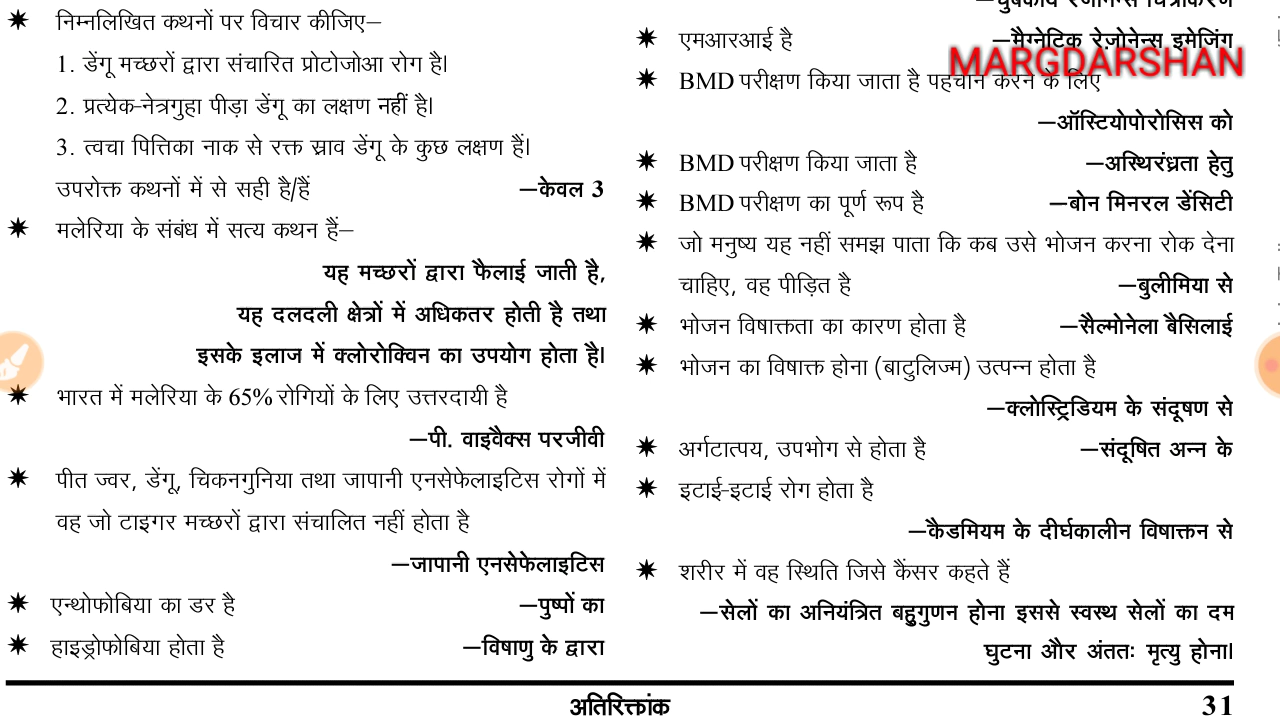 ✷ निम्नलिखित कथनों पर विचार कीजिए–
1. डेंगू मच्छरों द्वारा संचारित प्रोटोजोआ रोग है।
2. प्रत्येक-नेत्रगुहा पीड़ा डेंगू का लक्षण नहीं है।
3. त्वचा पित्तिका नाक से रक्त स्राव डेंगू के कुछ लक्षण हैं।
उपरोक्त कथनों में से सही है/हैं –केवल 3
✷ मलेरिया के संबंध में सत्य कथन हैं–
यह मच्छरों द्वारा फैलाई जाती है,
यह दलदली क्षेत्रों में अधिकतर होती है तथा
इसके इलाज में क्लोरोक्विन का उपयोग होता है।
✷ भारत में मलेरिया के 65% रोगियों के लिए उत्तरदायी है
–पी. वाइवैक्स परजीवी
✷ पीत ज्वर, डेंगू, चिकनगुनिया तथा जापानी एनसेफेलाइटिस रोगों में
वह जो टाइगर मच्छरों द्वारा संचालित नहीं होता है
–जापानी एनसेफेलाइटिस
✷ एन्थोफोबिया का डर है –पुष्पों का
✷ हाइड्रोफोबिया होता है –विषाणु के द्वारा
–चुंबकीय रेजोनेन्स चित्रीकरण
✷ एमआरआई है –मैग्नेटिक रेज़ोनेन्स इमेजिंग
MARGDARSHAN
✷ BMD परीक्षण किया जाता है पहचान करने के लिए
–ऑस्टियोपोरोसिस को
✷ BMD परीक्षण किया जाता है –अस्थिरंध्रता हेतु
✷ BMD परीक्षण का पूर्ण रूप है –बोन मिनरल डेंसिटी
✷ जो मनुष्य यह नहीं समझ पाता कि कब उसे भोजन करना रोक देना
चाहिए, वह पीड़ित है –बुलीमिया से
✷ भोजन विषाक्तता का कारण होता है –सैल्मोनेला बैसिलाई
✷ भोजन का विषाक्त होना (बाटुलिज्म) उत्पन्न होता है
–क्लोस्ट्रिडियम के संदूषण से
✷ अर्गटात्पय, उपभोग से होता है –संदूषित अन्न के
✷ इटाई-इटाई रोग होता है
–कैडमियम के दीर्घकालीन विषाक्तन से
✷ शरीर में वह स्थिति जिसे कैंसर कहते हैं
–सेलों का अनियंत्रित बहुगुणन होना इससे स्वस्थ सेलों का दम
घुटना और अंततः मृत्यु होना।
अतिरिक्तांक 31